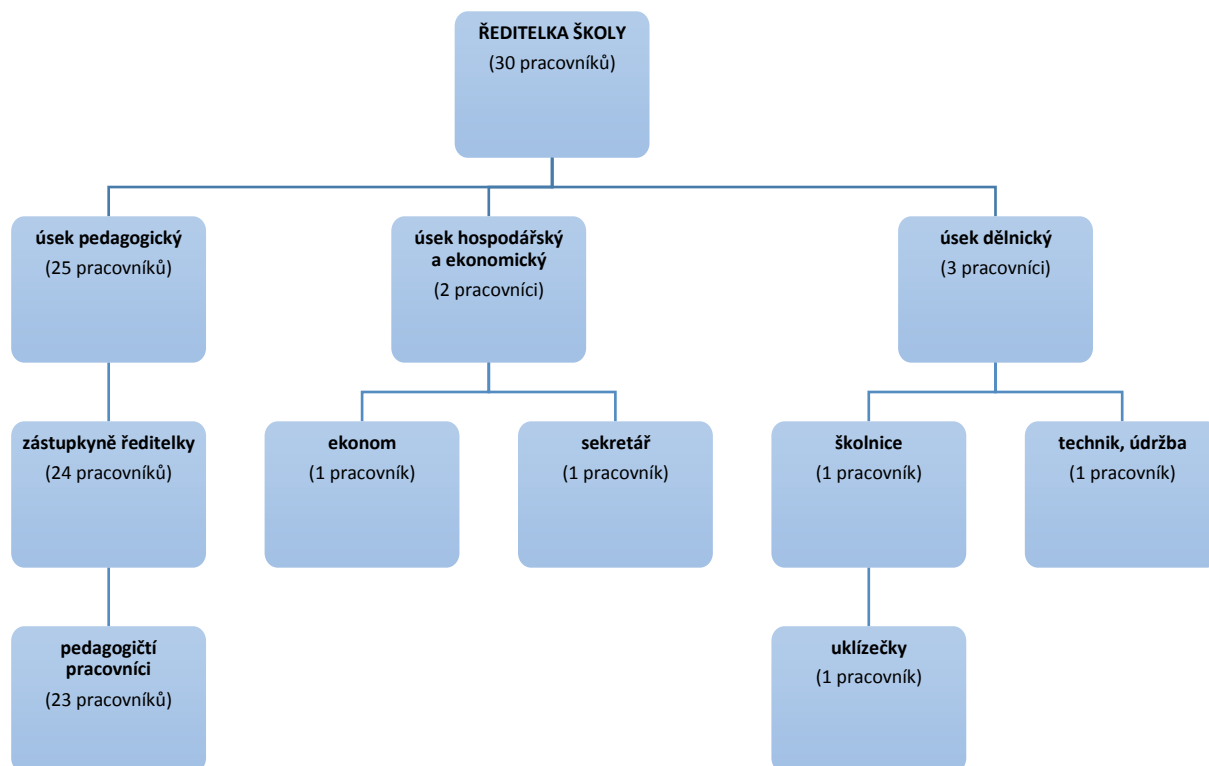 ŘEDITELKA ŠKOLY
(30 pracovníků)
úsek pedagogický
(25 pracovníků)
úsek hospodářský
a ekonomický
(2 pracovníci)
úsek dělnický
(3 pracovníci)
zástupkyně ředitelky
(24 pracovníků)
ekonom
(1 pracovník)
sekretář
(1 pracovník)
školnice
(1 pracovník)
technik, údržba
(1 pracovník)
pedagogičtí
pracovníci
(23 pracovníků)
uklízečky
(1 pracovník)